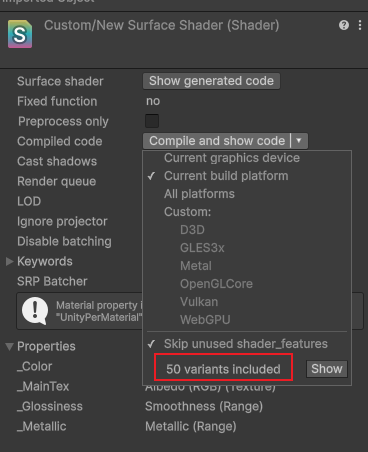 Imported Object
Custom/New Surface Shader (Shader)
S
Surface shader Show generated code
Fixed function no
Preprocess only
Compiled code Compile and show code
Cast shadows Current graphics device
Render queue Current build platform
LOD All platforms
Ignore projector Custom:
Disable batching D3D
Keywords GLES3x
SRP Batcher Metal
OpenGLCore
Vulkan
WebGPU
Material property i
"UnityPerMaterial"
Skip unused shader_features
50 variants included Show
Properties
_Color
_MainTex Albedo (RGB) (Texture)
_Glossiness Smoothness (Range)
_Metallic Metallic (Range)